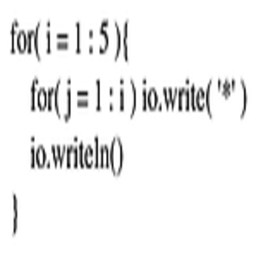 for( i = 1 : 5 ){
for( j = 1 : i ) io.write( '*' )
io.writeln()
}